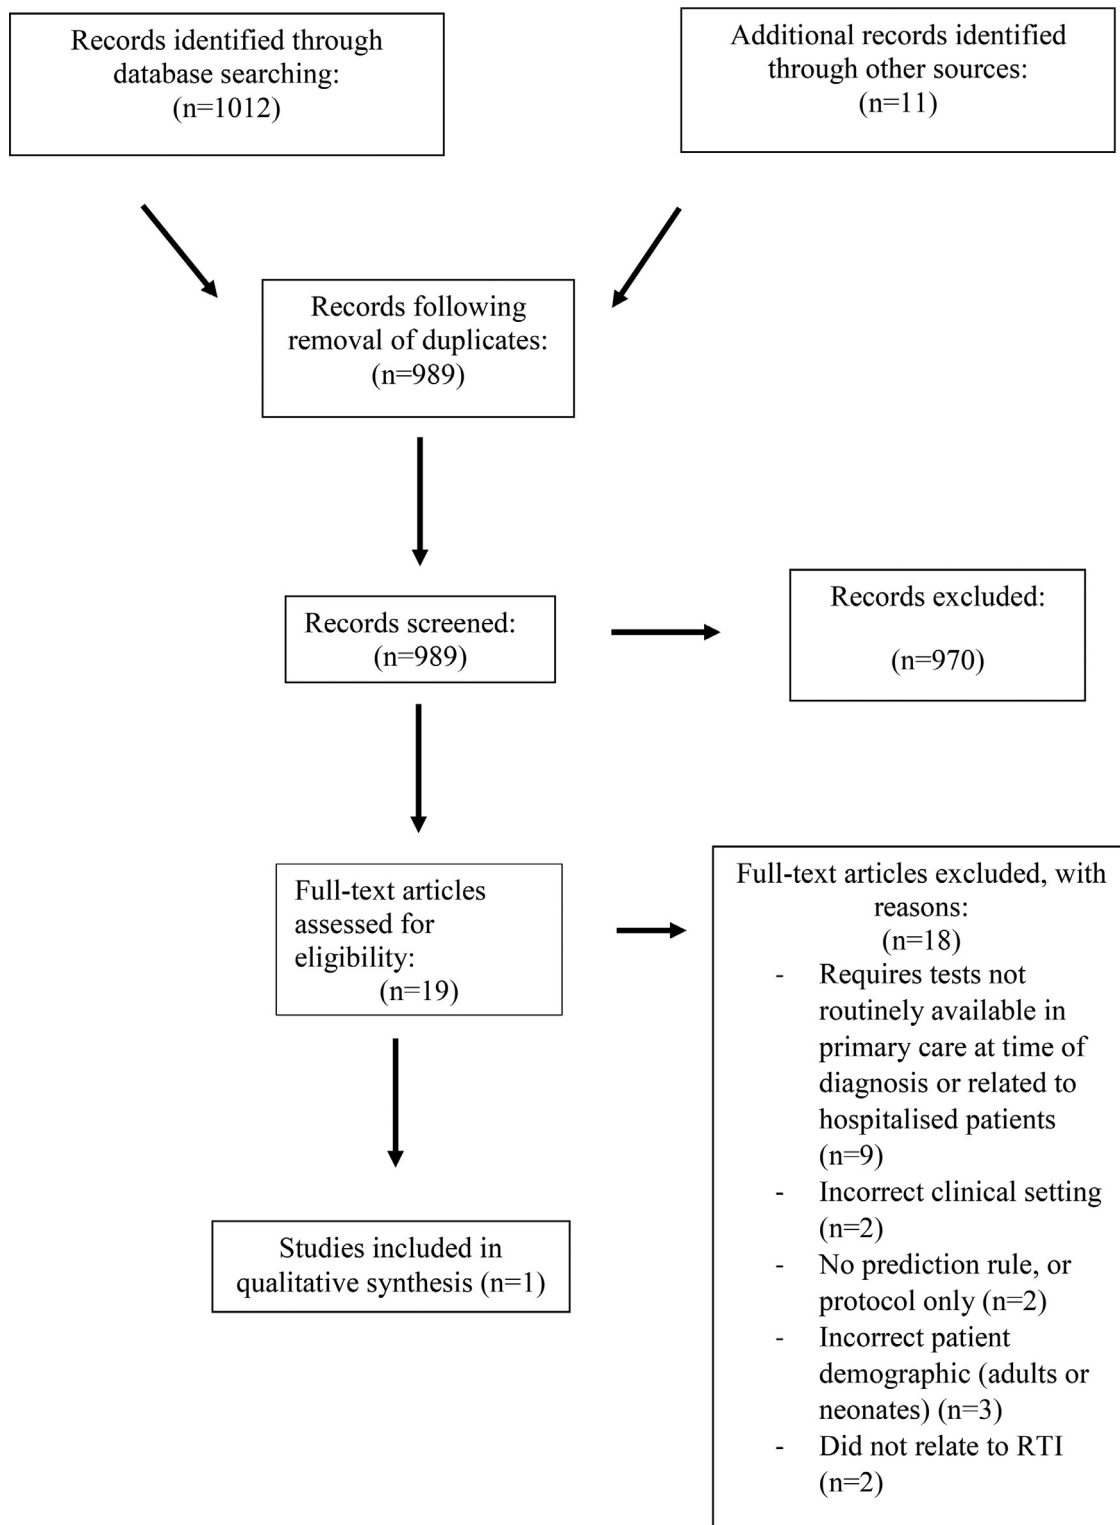 Records identified through
database searching:
(n=1012)
Additional records identified
through other sources:
(n=11)
Records following
removal of duplicates:
(n=989)
Records screened:
(n=989)
Records excluded:
(n=970)
Full-text articles
assessed for
eligibility:
(n=19)
Full-text articles excluded, with
reasons:
(n=18)
- Requires tests not
routinely available in
primary care at time of
diagnosis or related to
hospitalised patients
(n=9)
- Incorrect clinical setting
(n=2)
- No prediction rule, or
protocol only (n=2)
- Incorrect patient
demographic (adults or
neonates) (n=3)
- Did not relate to RTI
(n=2)
Studies included in
qualitative synthesis (n=1)